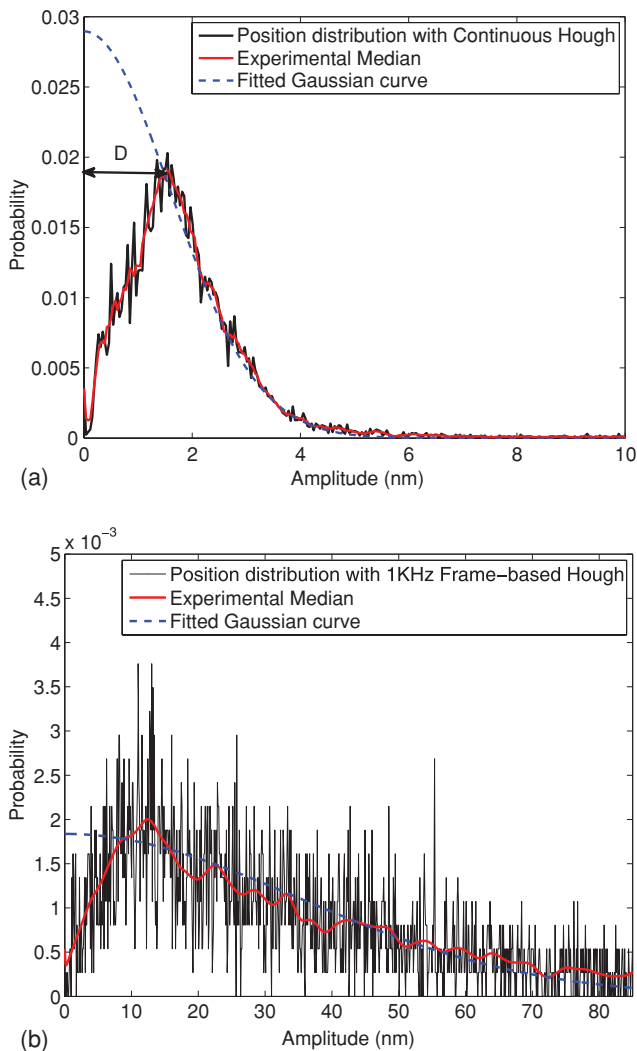 0.03
0.025
0.02
0.015
0.01
0.005
0
Probability
Position distribution with Continuous Hough
Experimental Median
Fitted Gaussian curve
D
0 2 4 6 8 10
Amplitude (nm)
(a)
5 x 10⁻³
4.5
4
3.5
3
2.5
2
1.5
1
0.5
0
Probability
Position distribution with 1KHz Frame-based Hough
Experimental Median
Fitted Gaussian curve
0 10 20 30 40 50 60 70 80
Amplitude (nm)
(b)